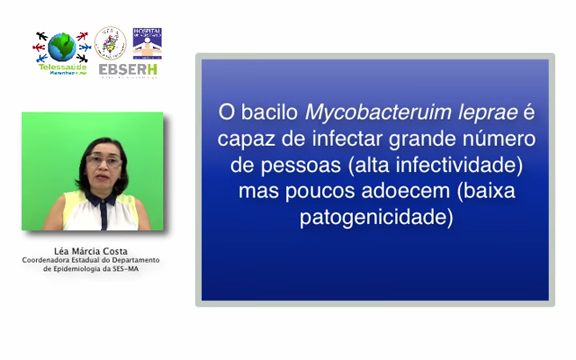 Telessaúde
HOSPITAL
EBSERH
O bacilo Mycobacteruim leprae é
capaz de infectar grande número
de pessoas (alta infectividade)
mas poucos adoecem (baixa
patogenicidade)
Léa Márcia Costa
Coordenadora Estadual do Departamento
de Epidemiologia da SES-MA